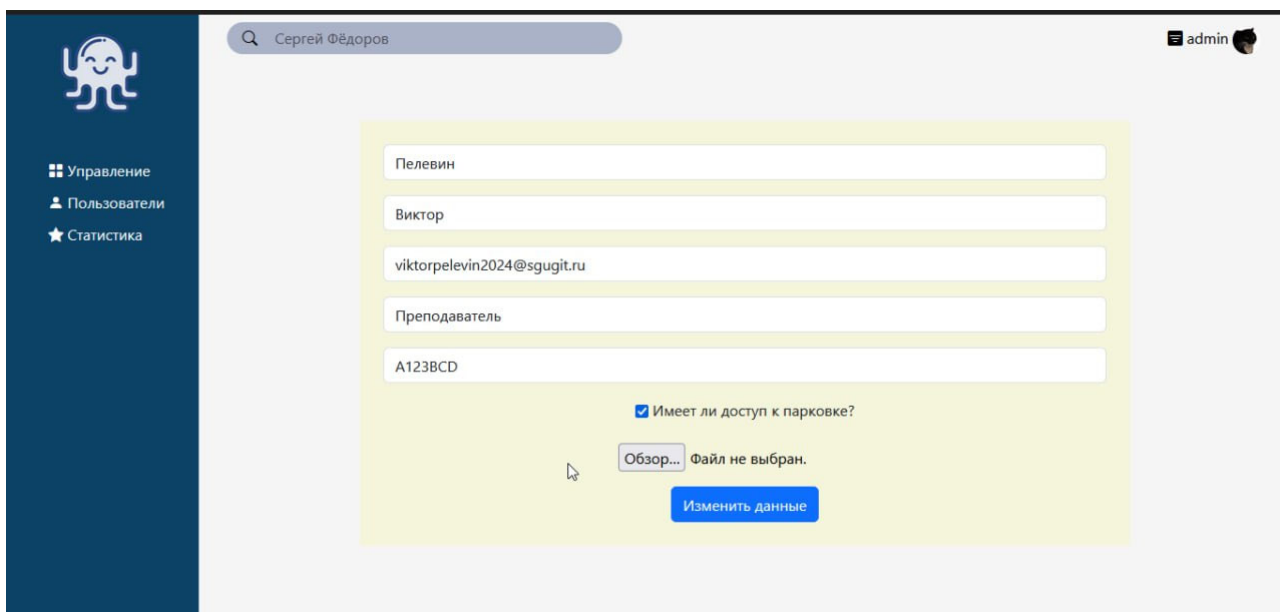 Сергей Фёдоров
admin
Управление
Пользователи
Статистика
Пелевин
Виктор
viktorpelevin2024@sgugit.ru
Преподаватель
A123BCD
Имеет ли доступ к парковке?
Обзор... Файл не выбран.
Изменить данные